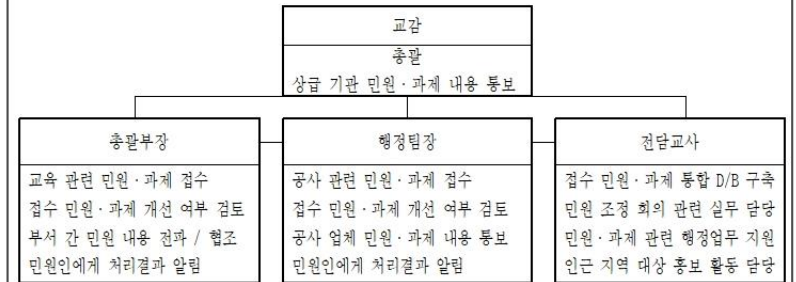 교감
총괄
상급 기관 민원·과제 내용 통보
총괄부장
교육 관련 민원·과제 접수
접수 민원·과제 개선 여부 검토
부서 간 민원 내용 전파 / 협조
민원인에게 처리결과 알림
행정팀장
공사 관련 민원·과제 접수
접수 민원·과제 개선 여부 검토
공사 업체 민원·과제 내용 통보
민원인에게 처리결과 알림
전담교사
접수 민원·과제 통합 D/B 구축
민원 조정 회의 관련 실무 담당
민원·과제 관련 행정업무 지원
인근 지역 대상 홍보 활동 담당